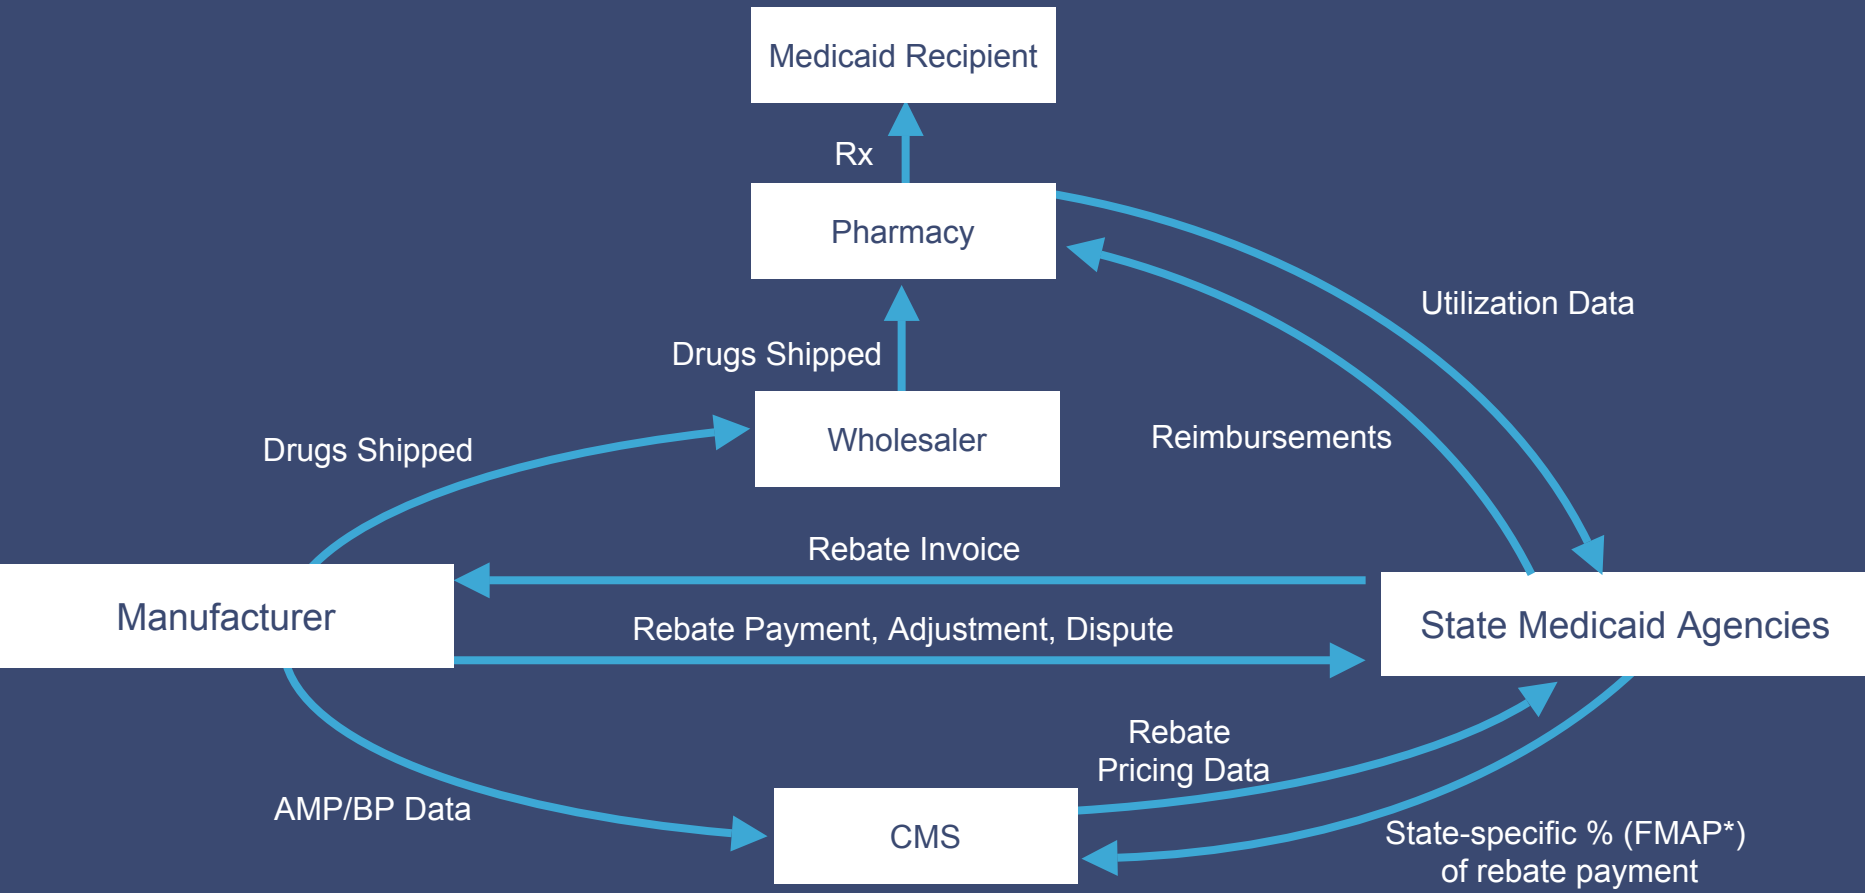 Medicaid Recipient
Rx
Pharmacy
Utilization Data
Drugs Shipped
Reimbursements
Wholesaler
Drugs Shipped
Rebate Invoice
Manufacturer
State Medicaid Agencies
Rebate Payment, Adjustment, Dispute
Rebate
Pricing Data
AMP/BP Data
CMS
State-specific % (FMAP*)
of rebate payment